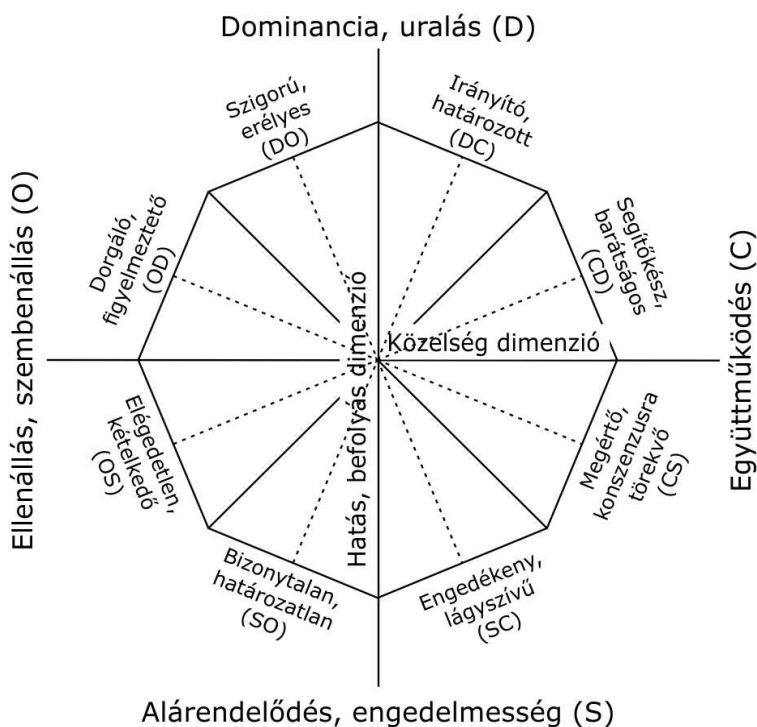 Dominancia, uralás (D)
Szigorú,
erélyes
(DO)
Irányító,
határozott
(DC)
Dorgáló,
figyelmeztető
(OD)
Segítőkész,
barátságos
(CD)
Ellenállás, szembenállás (O)
Hatás, befolyás dimenzió
Közelség dimenzió
Együttműködés (C)
Elégedetlen,
kételkedő
(OS)
Megértő,
konszenzusra
törekvő
(CS)
Bizonytalan,
határozatlan
(SO)
Engedékeny,
lágyszívű
(SC)
Alárendelődés, engedelmesség (S)